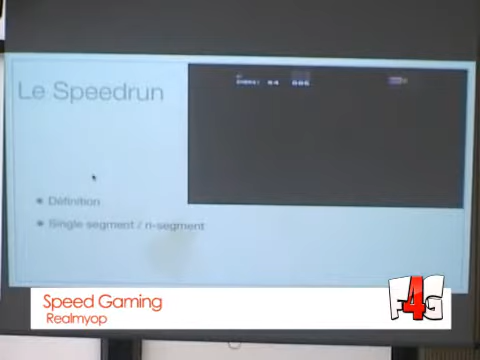 Le Speedrun
Définition
Single segment / n-segment
Speed Gaming
Realmyop
F4G